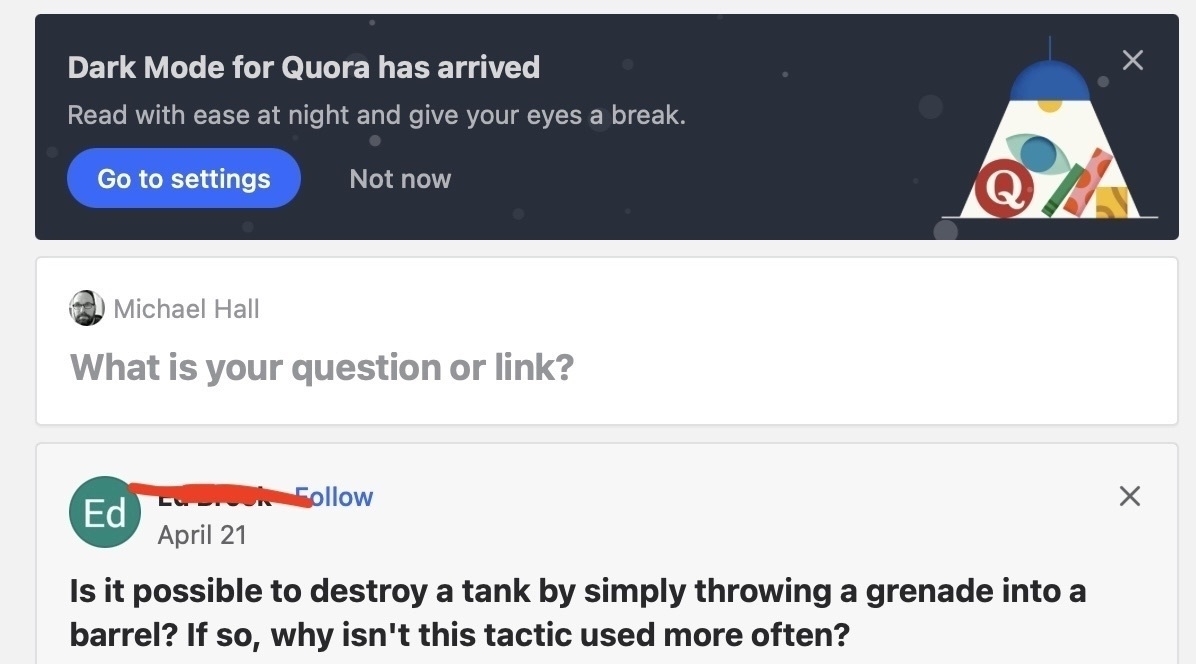 Dark Mode for Quora has arrived
Read with ease at night and give your eyes a break.
Go to settings Not now
Q
Michael Hall
What is your question or link?
Ed
Follow
April 21
Is it possible to destroy a tank by simply throwing a grenade into a
barrel? If so, why isn't this tactic used more often?